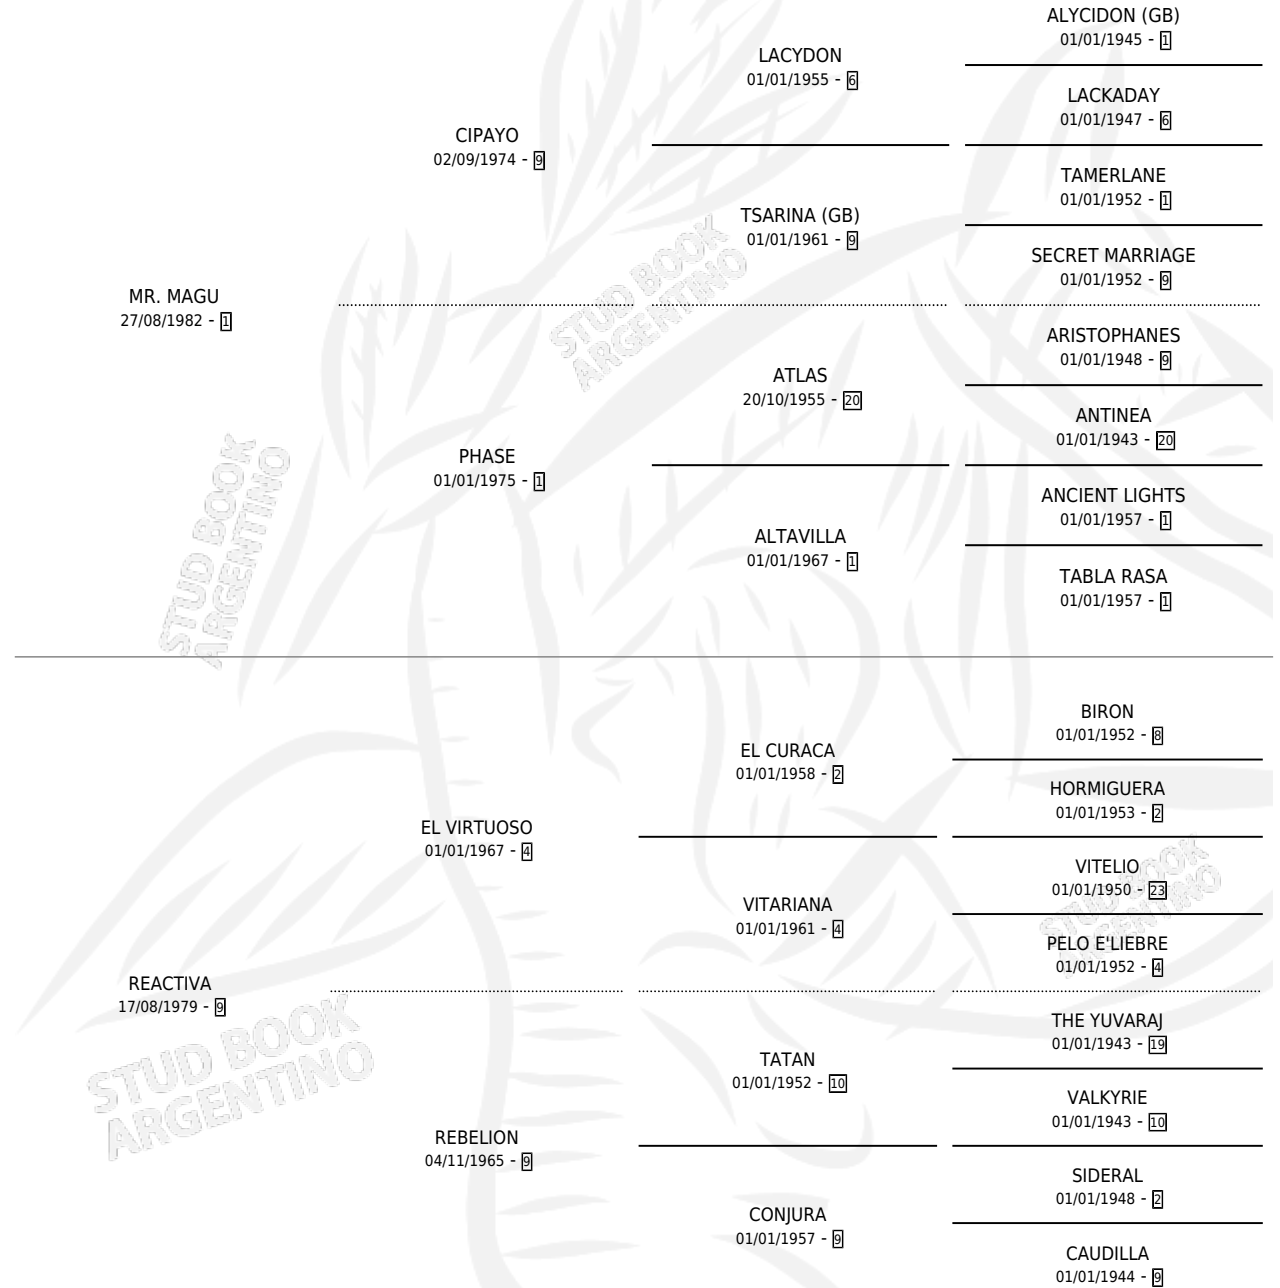 MR. MAGU
27/08/1982 - 1
CIPAYO
02/09/1974 - 9
LACYDON
01/01/1955 - 6
ALYCIDON (GB)
01/01/1945 - 1
LACKADAY
01/01/1947 - 6
TSARINA (GB)
01/01/1961 - 9
TAMERLANE
01/01/1952 - 1
SECRET MARRIAGE
01/01/1952 - 9
PHASE
01/01/1975 - 1
ATLAS
20/10/1955 - 20
ARISTOPHANES
01/01/1948 - 9
ANTINEA
01/01/1943 - 20
ALTAVILLA
01/01/1967 - 1
ANCIENT LIGHTS
01/01/1957 - 1
TABLA RASA
01/01/1957 - 1
REACTIVA
17/08/1979 - 9
EL VIRTUOSO
01/01/1967 - 4
EL CURACA
01/01/1958 - 2
BIRON
01/01/1952 - 8
HORMIGUERA
01/01/1953 - 2
VITARIANA
01/01/1961 - 4
VITELIO
01/01/1950 - 23
PELO E'LIEBRE
01/01/1952 - 4
REBELION
04/11/1965 - 9
TATAN
01/01/1952 - 10
THE YUVARAJ
01/01/1943 - 19
VALKYRIE
01/01/1943 - 10
CONJURA
01/01/1957 - 9
SIDERAL
01/01/1948 - 2
CAUDILLA
01/01/1944 - 9
STUD BOOK
ARGENTINO
STUD BOOK
ARGENTINO
STUD BOOK
ARGENTINO
STUD BOOK
ARGENTINO